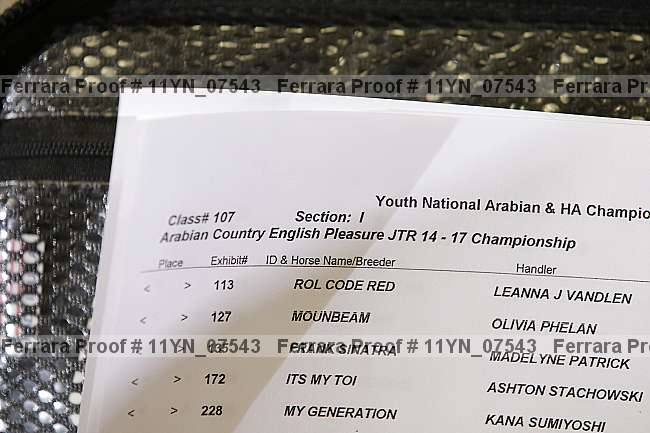 Ferrara Proof # 11YN_07543 Ferrara Proof # 11YN_07543 Ferrara Proof
Youth National Arabian & HA Champio
Class# 107 Section: I
Arabian Country English Pleasure JTR 14 - 17 Championship
Place Exhibit# ID & Horse Name/Breeder Handler
< > 113 ROL CODE RED LEANNA J VANDLEN
< > 127 MOUNBEAM OLIVIA PHELAN
Ferrara Proof # 11YN_07543 Ferrara Proof # 11YN_07543 Ferrara Proof
> FRANK SINATRA MADELYNE PATRICK
< > 172 ITS MY TOI ASHTON STACHOWSKI
< > 228 MY GENERATION KANA SUMIYOSHI